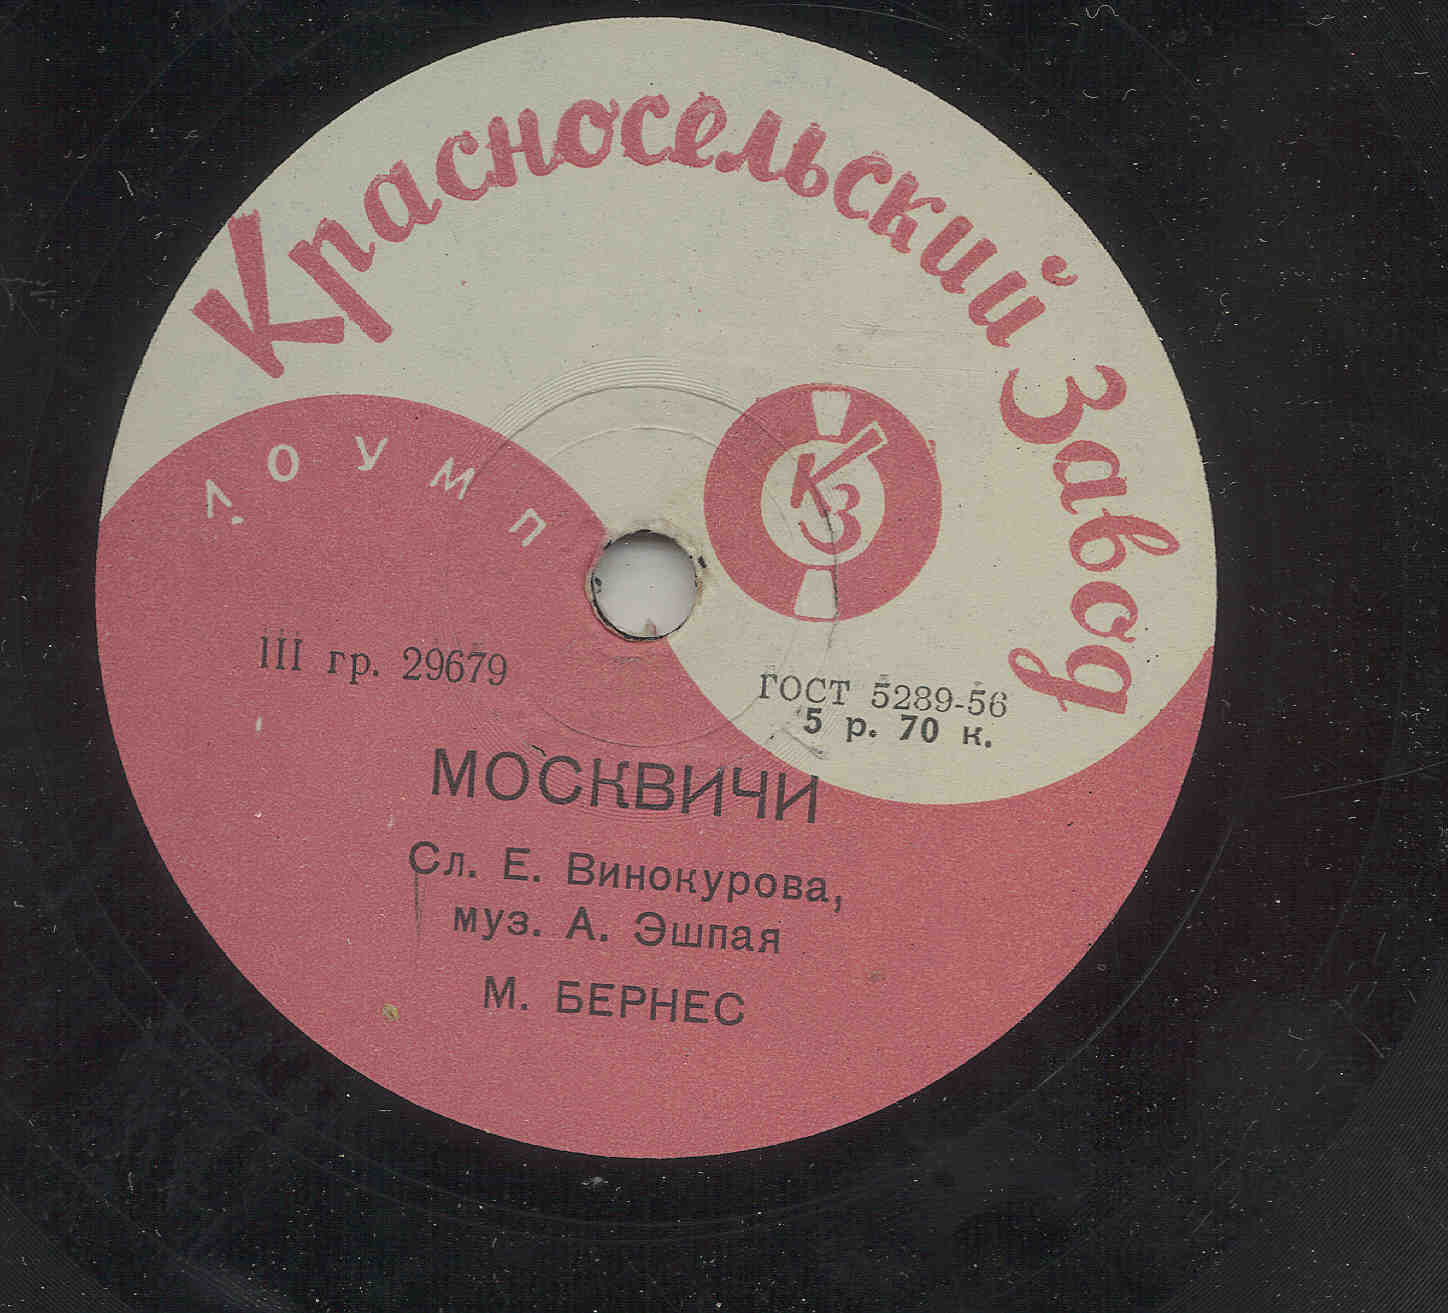 Красносельский Завод
ЛОУМП
КЗ
III гр. 29679
ГОСТ 5289-56
5 р. 70 к.
МОСКВИЧИ
Сл. Е. Винокурова,
муз. А. Эшпая
М. БЕРНЕС